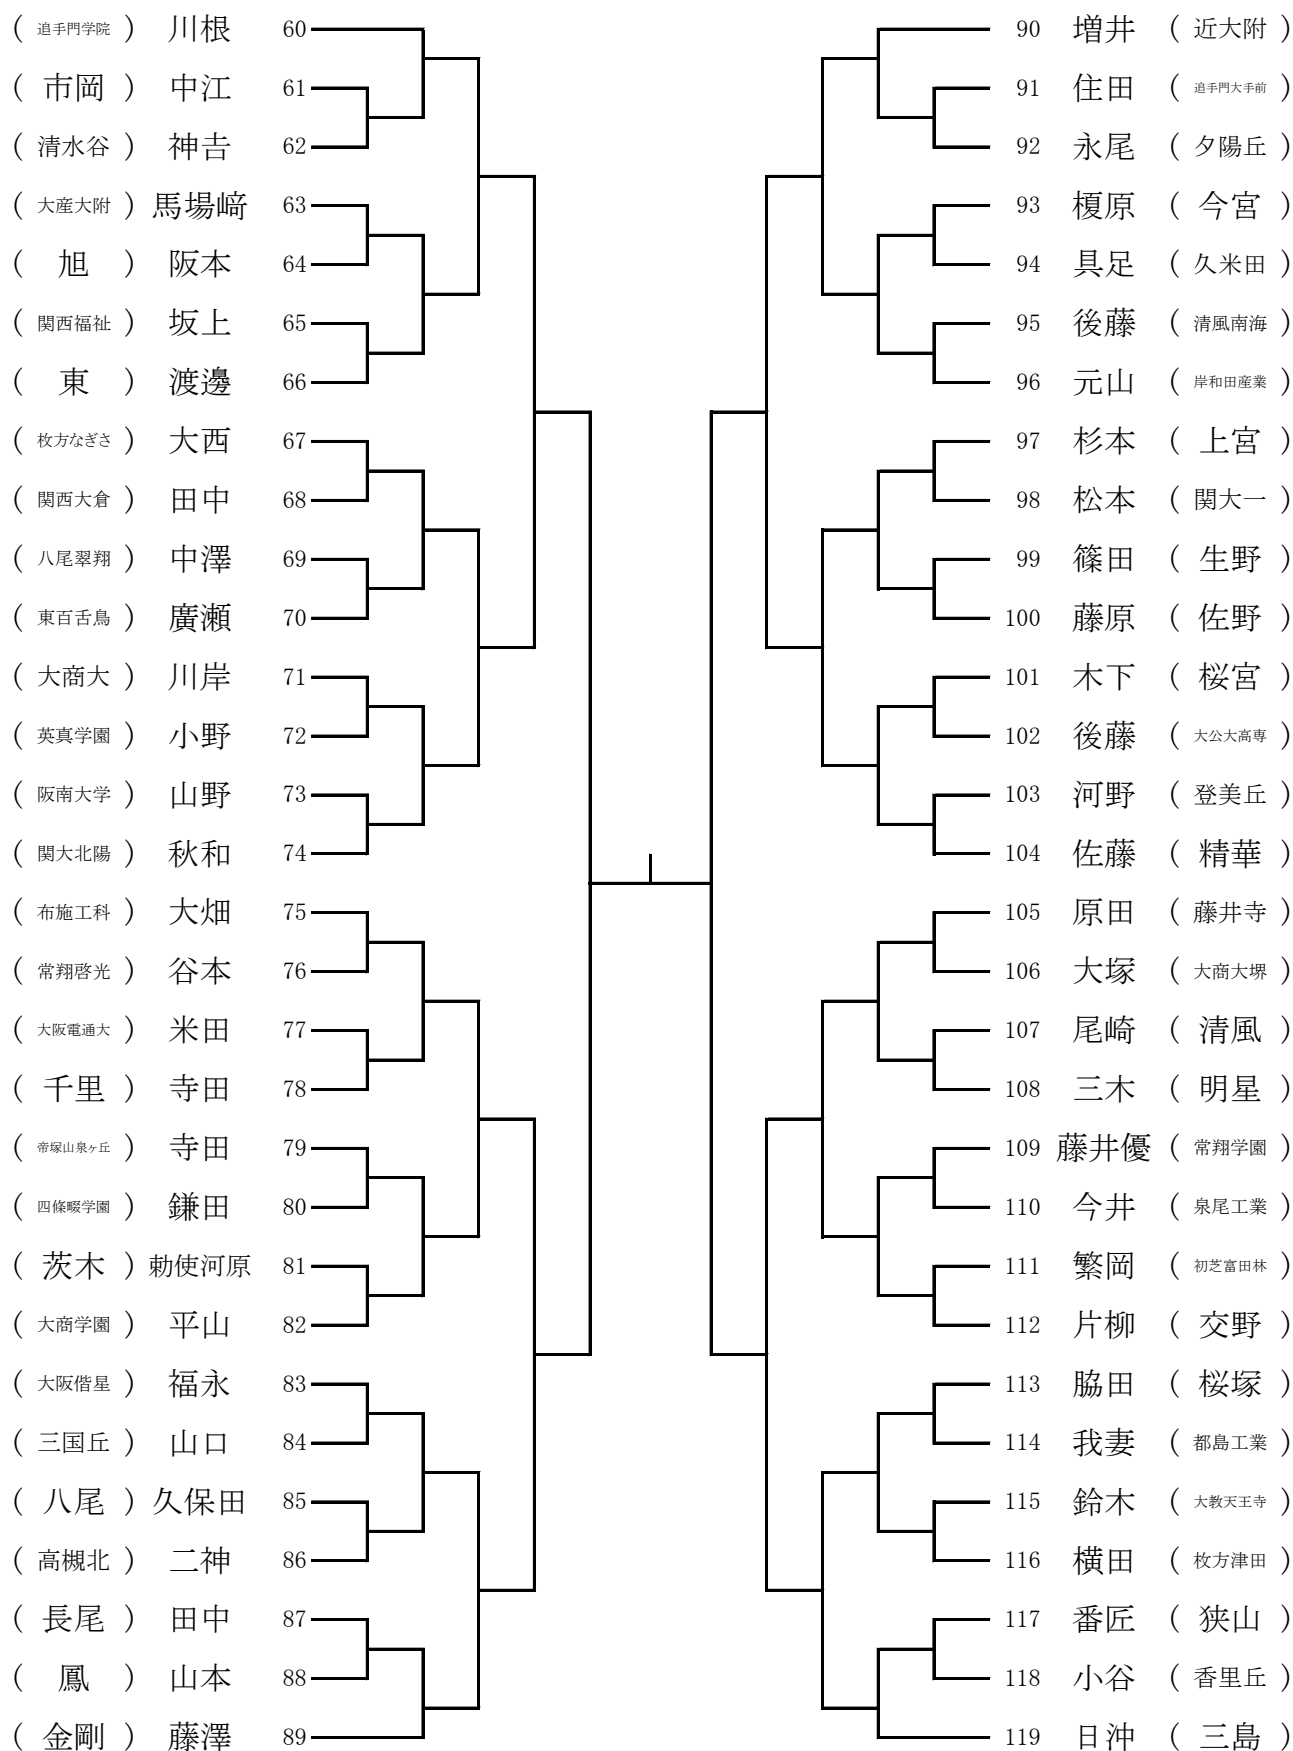 ( 追手門学院 ) 川根 60
( 市岡 ) 中江 61
( 清水谷 ) 神𠮷 62
( 大産大附 ) 馬場﨑 63
( 旭 ) 阪本 64
( 関西福祉 ) 坂上 65
( 東 ) 渡邊 66
( 枚方なぎさ ) 大西 67
( 関西大倉 ) 田中 68
( 八尾翠翔 ) 中澤 69
( 東百舌鳥 ) 廣瀬 70
( 大商大 ) 川岸 71
( 英真学園 ) 小野 72
( 阪南大学 ) 山野 73
( 関大北陽 ) 秋和 74
( 布施工科 ) 大畑 75
( 常翔啓光 ) 谷本 76
( 大阪電通大 ) 米田 77
( 千里 ) 寺田 78
( 帝塚山泉ヶ丘 ) 寺田 79
( 四條畷学園 ) 鎌田 80
( 茨木 ) 勅使河原 81
( 大商学園 ) 平山 82
( 大阪偕星 ) 福永 83
( 三国丘 ) 山口 84
( 八尾 ) 久保田 85
( 高槻北 ) 二神 86
( 長尾 ) 田中 87
( 鳳 ) 山本 88
( 金剛 ) 藤澤 89
90 増井 ( 近大附 )
91 住田 ( 追手門大手前 )
92 永尾 ( 夕陽丘 )
93 榎原 ( 今宮 )
94 具足 ( 久米田 )
95 後藤 ( 清風南海 )
96 元山 ( 岸和田産業 )
97 杉本 ( 上宮 )
98 松本 ( 関大一 )
99 篠田 ( 生野 )
100 藤原 ( 佐野 )
101 木下 ( 桜宮 )
102 後藤 ( 大公大高専 )
103 河野 ( 登美丘 )
104 佐藤 ( 精華 )
105 原田 ( 藤井寺 )
106 大塚 ( 大商大堺 )
107 尾崎 ( 清風 )
108 三木 ( 明星 )
109 藤井優 ( 常翔学園 )
110 今井 ( 泉尾工業 )
111 繁岡 ( 初芝富田林 )
112 片柳 ( 交野 )
113 脇田 ( 桜塚 )
114 我妻 ( 都島工業 )
115 鈴木 ( 大教天王寺 )
116 横田 ( 枚方津田 )
117 番匠 ( 狭山 )
118 小谷 ( 香里丘 )
119 日沖 ( 三島 )